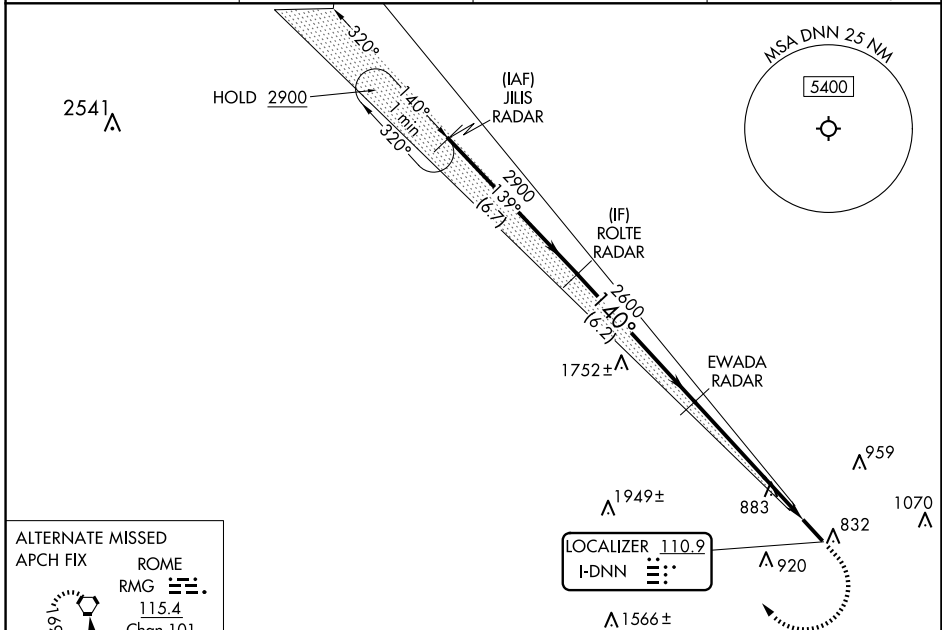 MSA DNN 25 NM
5400
320°
HOLD 2900
140°
1 min
320°
(IAF)
JILIS
RADAR
2541
2900
139°
(6.7)
(IF)
ROLTE
RADAR
2600
140°
(6.2)
1752±
EWADA
RADAR
959
1949±
883
1070
832
LOCALIZER 110.9
I-DNN
920
1566±
ALTERNATE MISSED
APCH FIX
ROME
RMG
115.4
Chan 101